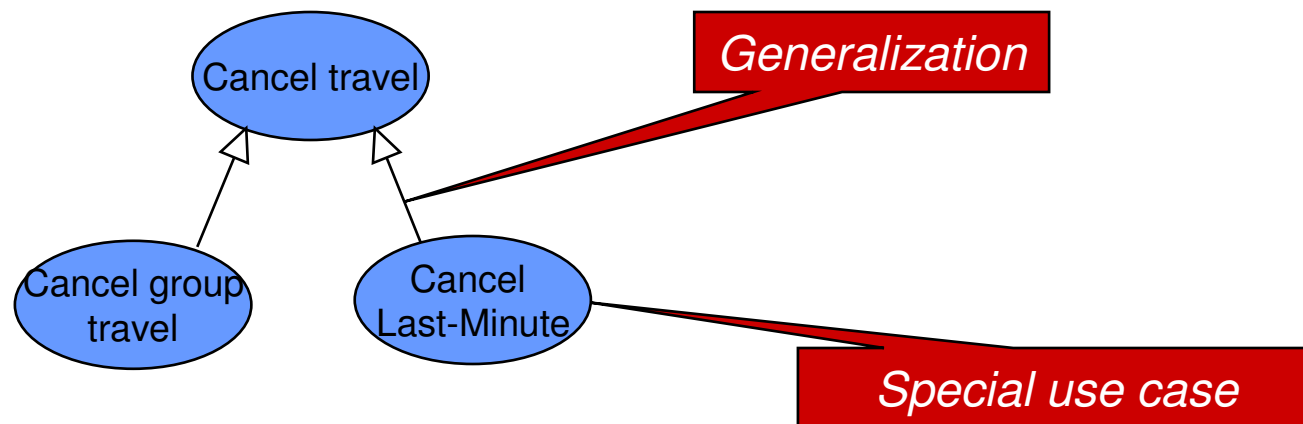 Cancel travel
Generalization
Cancel group
travel
Cancel
Last-Minute
Special use case